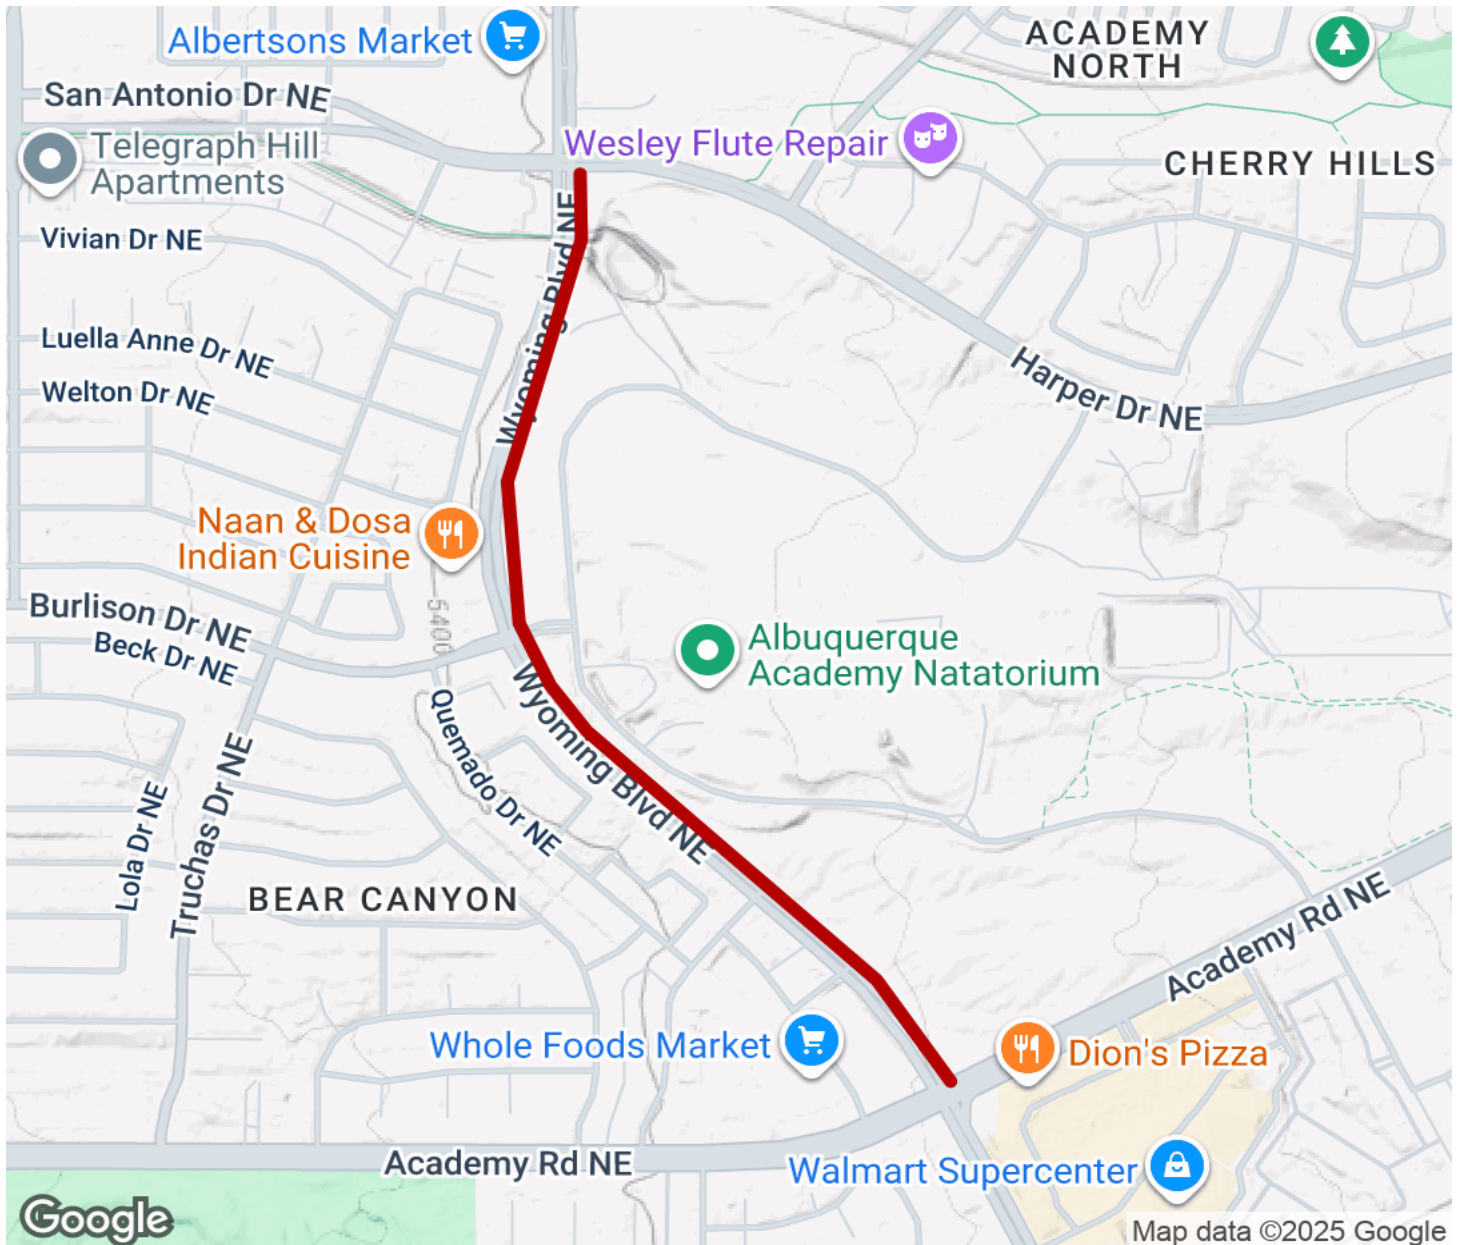 Albertsons Market
ACADEMY
NORTH
San Antonio Dr NE
Telegraph Hill
Apartments
Wesley Flute Repair
CHERRY HILLS
Vivian Dr NE
Wyoming Blvd NE
Luella Anne Dr NE
Harper Dr NE
Welton Dr NE
Naan & Dosa
Indian Cuisine
5400
Burlison Dr NE
Beck Dr NE
Albuquerque
Academy Natatorium
Quemado Dr NE
Wyoming Blvd NE
Lola Dr NE
Truchas Dr NE
BEAR CANYON
Academy Rd NE
Whole Foods Market
Dion's Pizza
Academy Rd NE
Walmart Supercenter
Google
Map data ©2025 Google